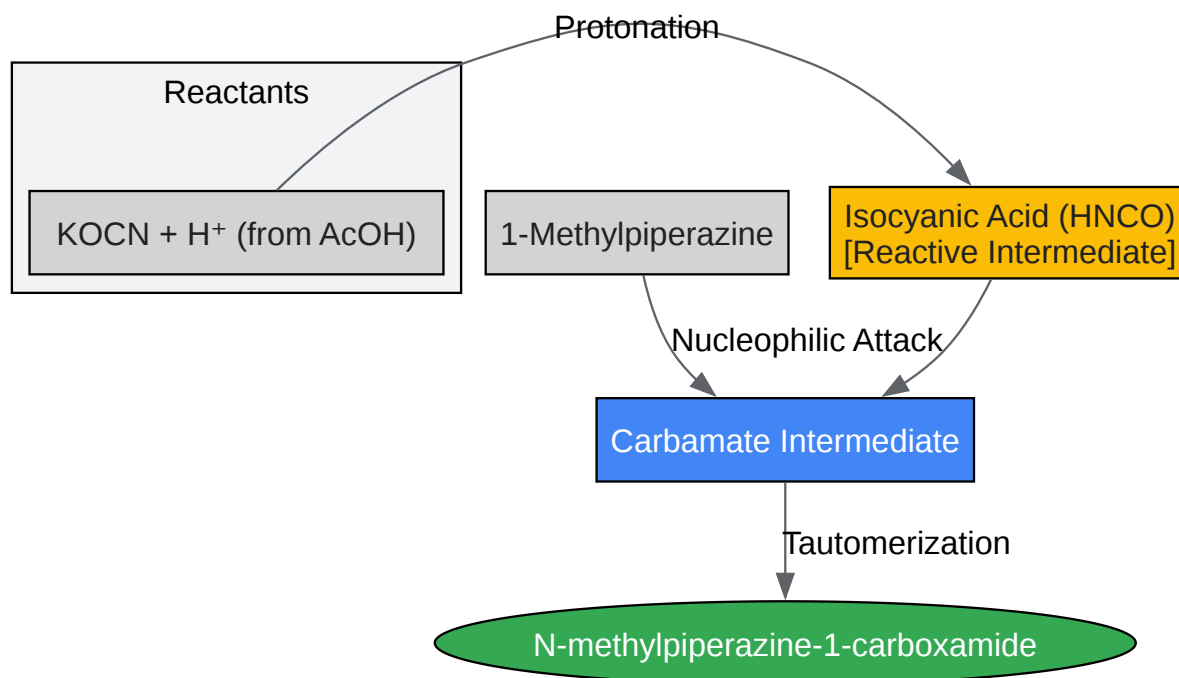 Protonation
Reactants
KOCN + H⁺ (from AcOH)
1-Methylpiperazine
Isocyanic Acid (HNCO)
[Reactive Intermediate]
Nucleophilic Attack
Carbamate Intermediate
Tautomerization
N-methylpiperazine-1-carboxamide